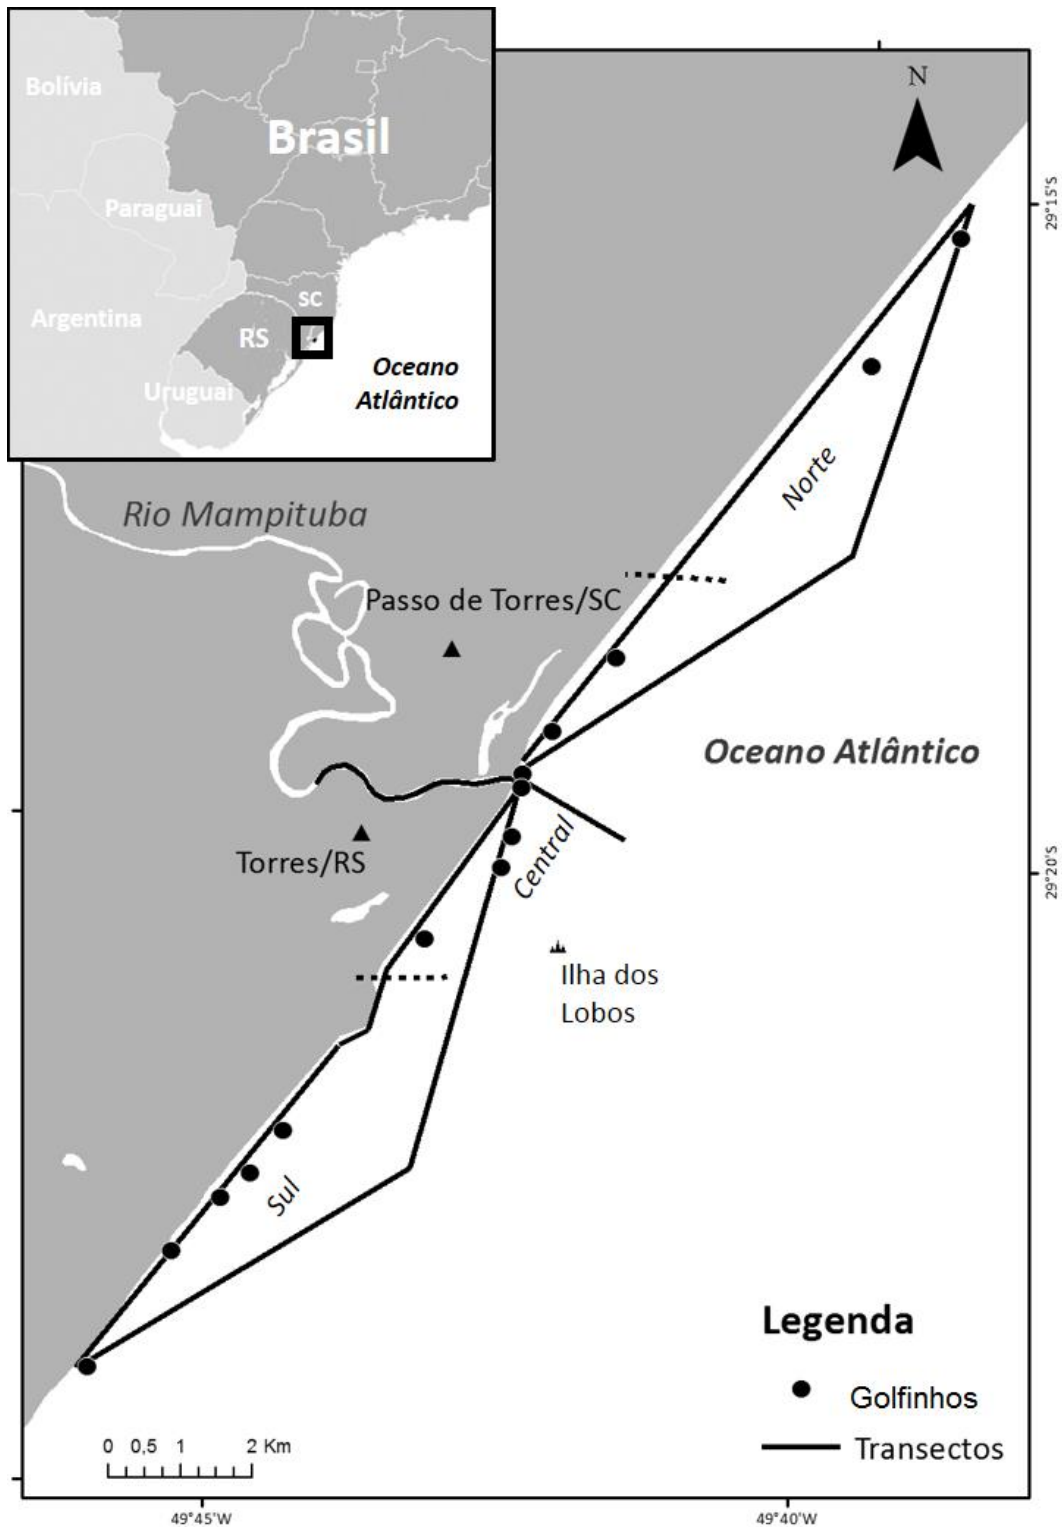 Bolívia
Brasil
Paraguai
Argentina
SC
RS
Uruguai
Oceano
Atlântico
N
29°15'S
Norte
Rio Mampituba
Passo de Torres/SC
Oceano Atlântico
Torres/RS
Central
29°20'S
Ilha dos
Lobos
Sul
Legenda
Golfinhos
Transectos
0 0,5 1 2 Km
49°45'W
49°40'W